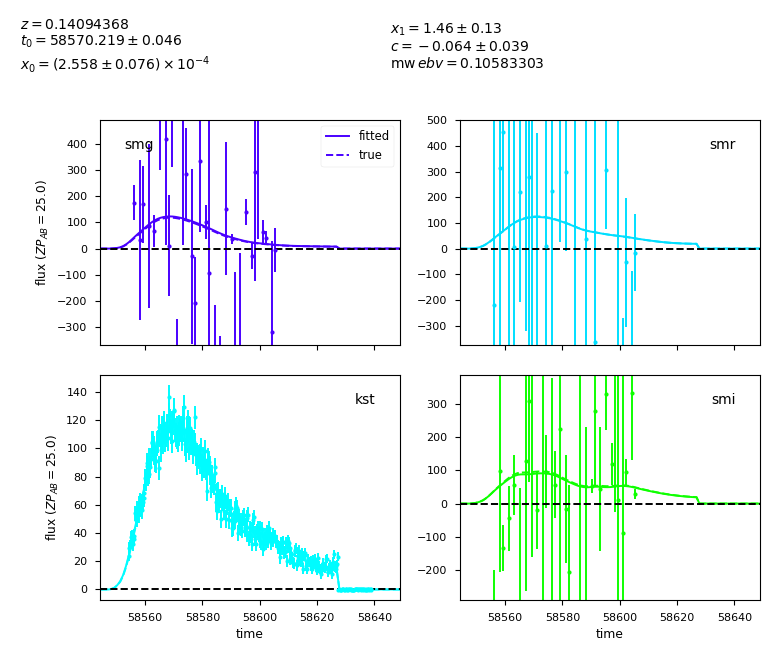 z = 0.14094368
t₀ = 58570.219 ± 0.046
x₀ = (2.558 ± 0.076) × 10⁻⁴
x₁ = 1.46 ± 0.13
c = −0.064 ± 0.039
mw ebv = 0.10583303
smg
fitted
true
400
300
200
100
0
−100
−200
−300
flux (ZP_AB = 25.0)
smr
500
400
300
200
100
0
−100
−200
−300
kst
140
120
100
80
60
40
20
0
flux (ZP_AB = 25.0)
58560 58580 58600 58620 58640
time
smi
300
200
100
0
−100
−200
58560 58580 58600 58620 58640
time